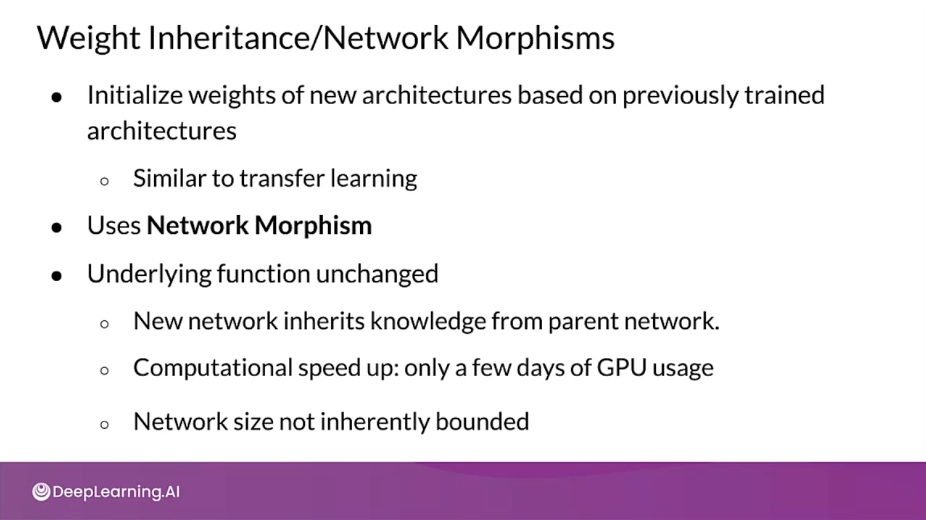 Weight Inheritance/Network Morphisms
● Initialize weights of new architectures based on previously trained
architectures
○ Similar to transfer learning
● Uses Network Morphism
● Underlying function unchanged
○ New network inherits knowledge from parent network.
○ Computational speed up: only a few days of GPU usage
○ Network size not inherently bounded
DeepLearning.AI